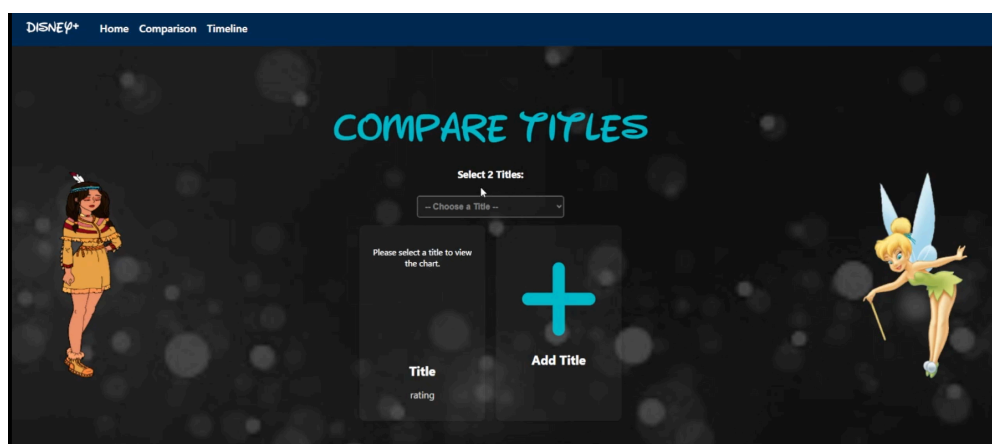 DISNEY+ Home Comparison Timeline
COMPARE TITLES
Select 2 Titles:
-- Choose a Title --
Please select a title to view
the chart.
Add Title
Title
rating